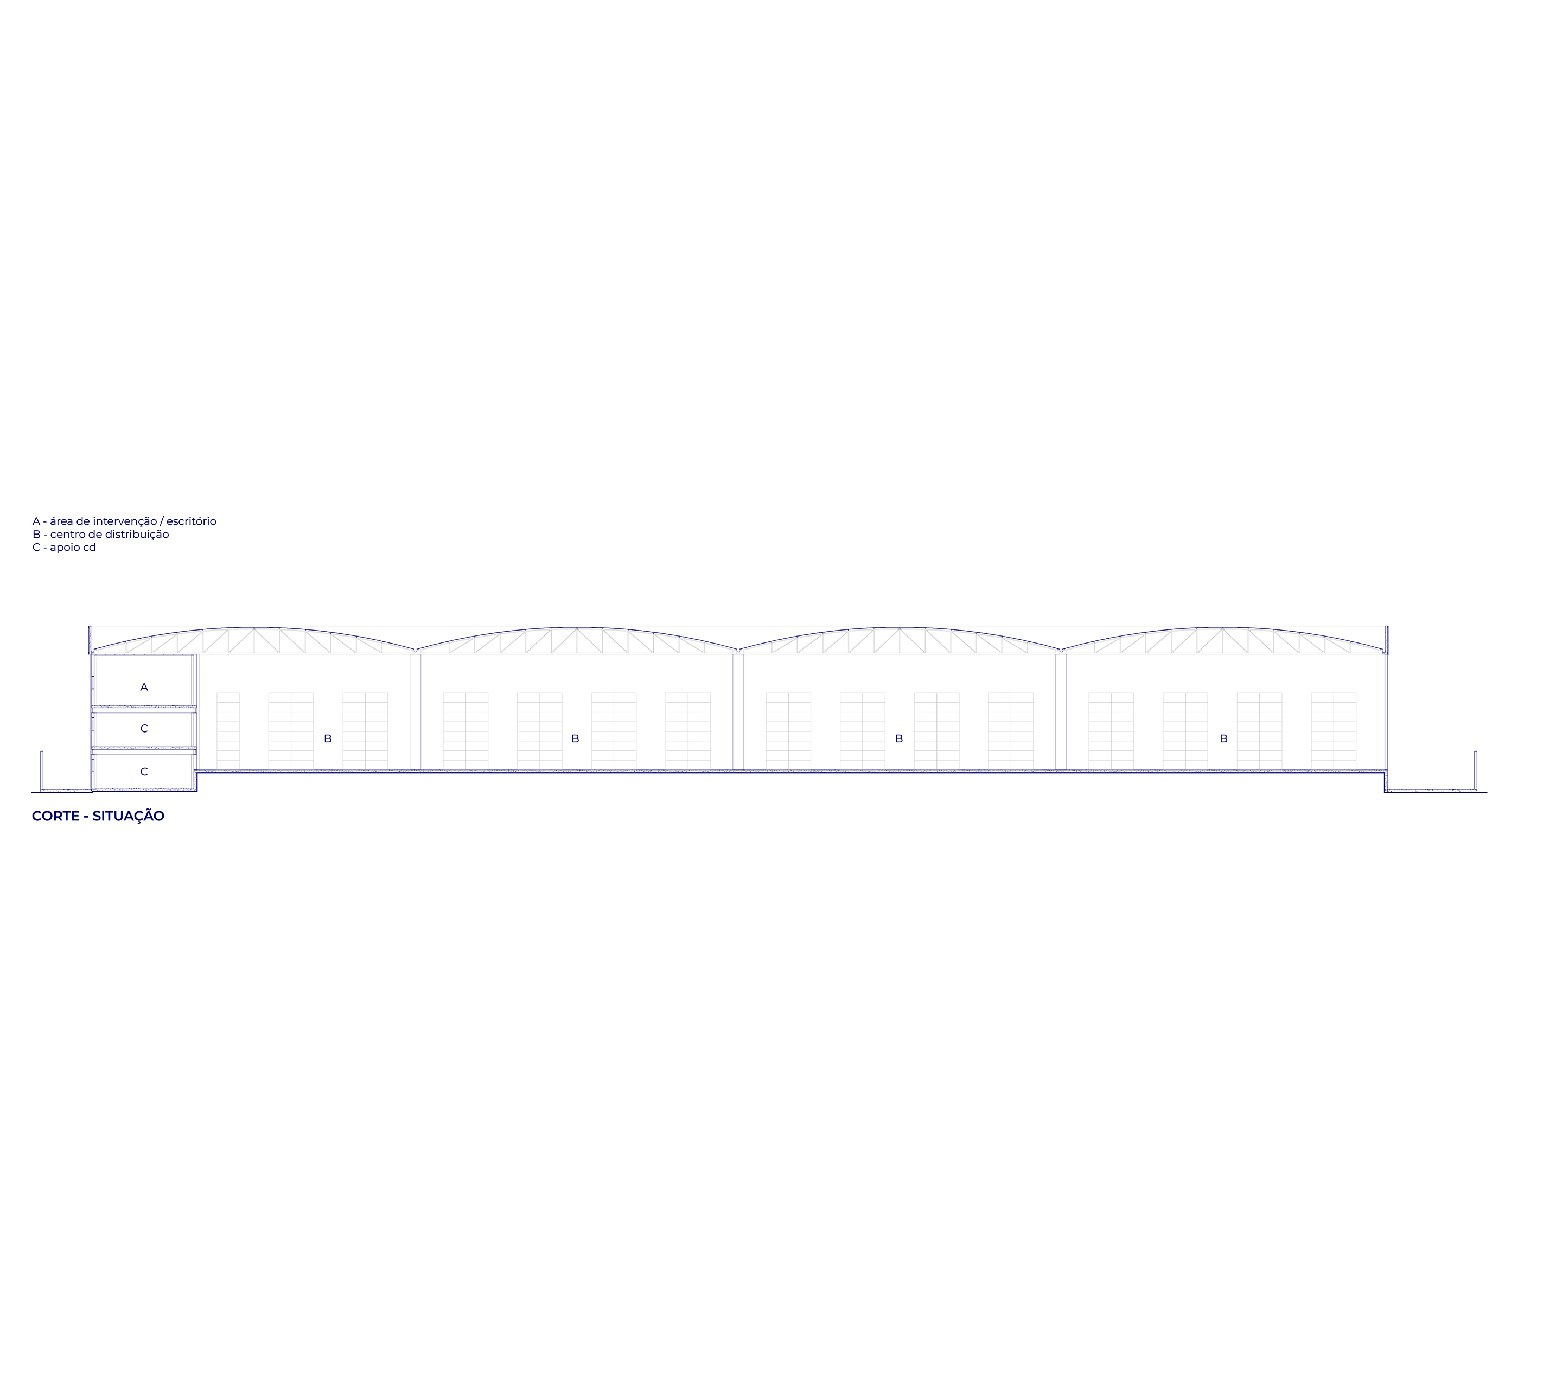 A - área de intervenção / escritório
B - centro de distribuição
C - apoio cd
A
C
B
B
B
B
C
CORTE - SITUAÇÃO